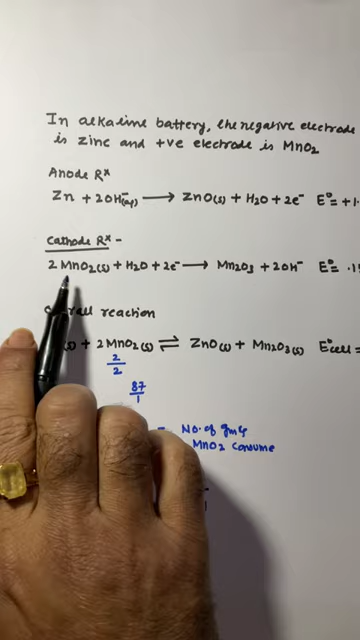 In alkaline battery, the negative electrode
is zinc and +ve electrode is MnO2
Anode Rx
Zn + 2OH⁻(aq) ⟶ ZnO(s) + H2O + 2e⁻ E°= +1.
Cathode Rx -
2 MnO2(s) + H2O + 2e⁻ ⟶ Mn2O3 + 2OH⁻ E°= .15
reaction
+ 2MnO2(s) ⇌ ZnO(s) + Mn2O3(s) E°cell =
2/2
87/1
- No. of
MnO2 consume